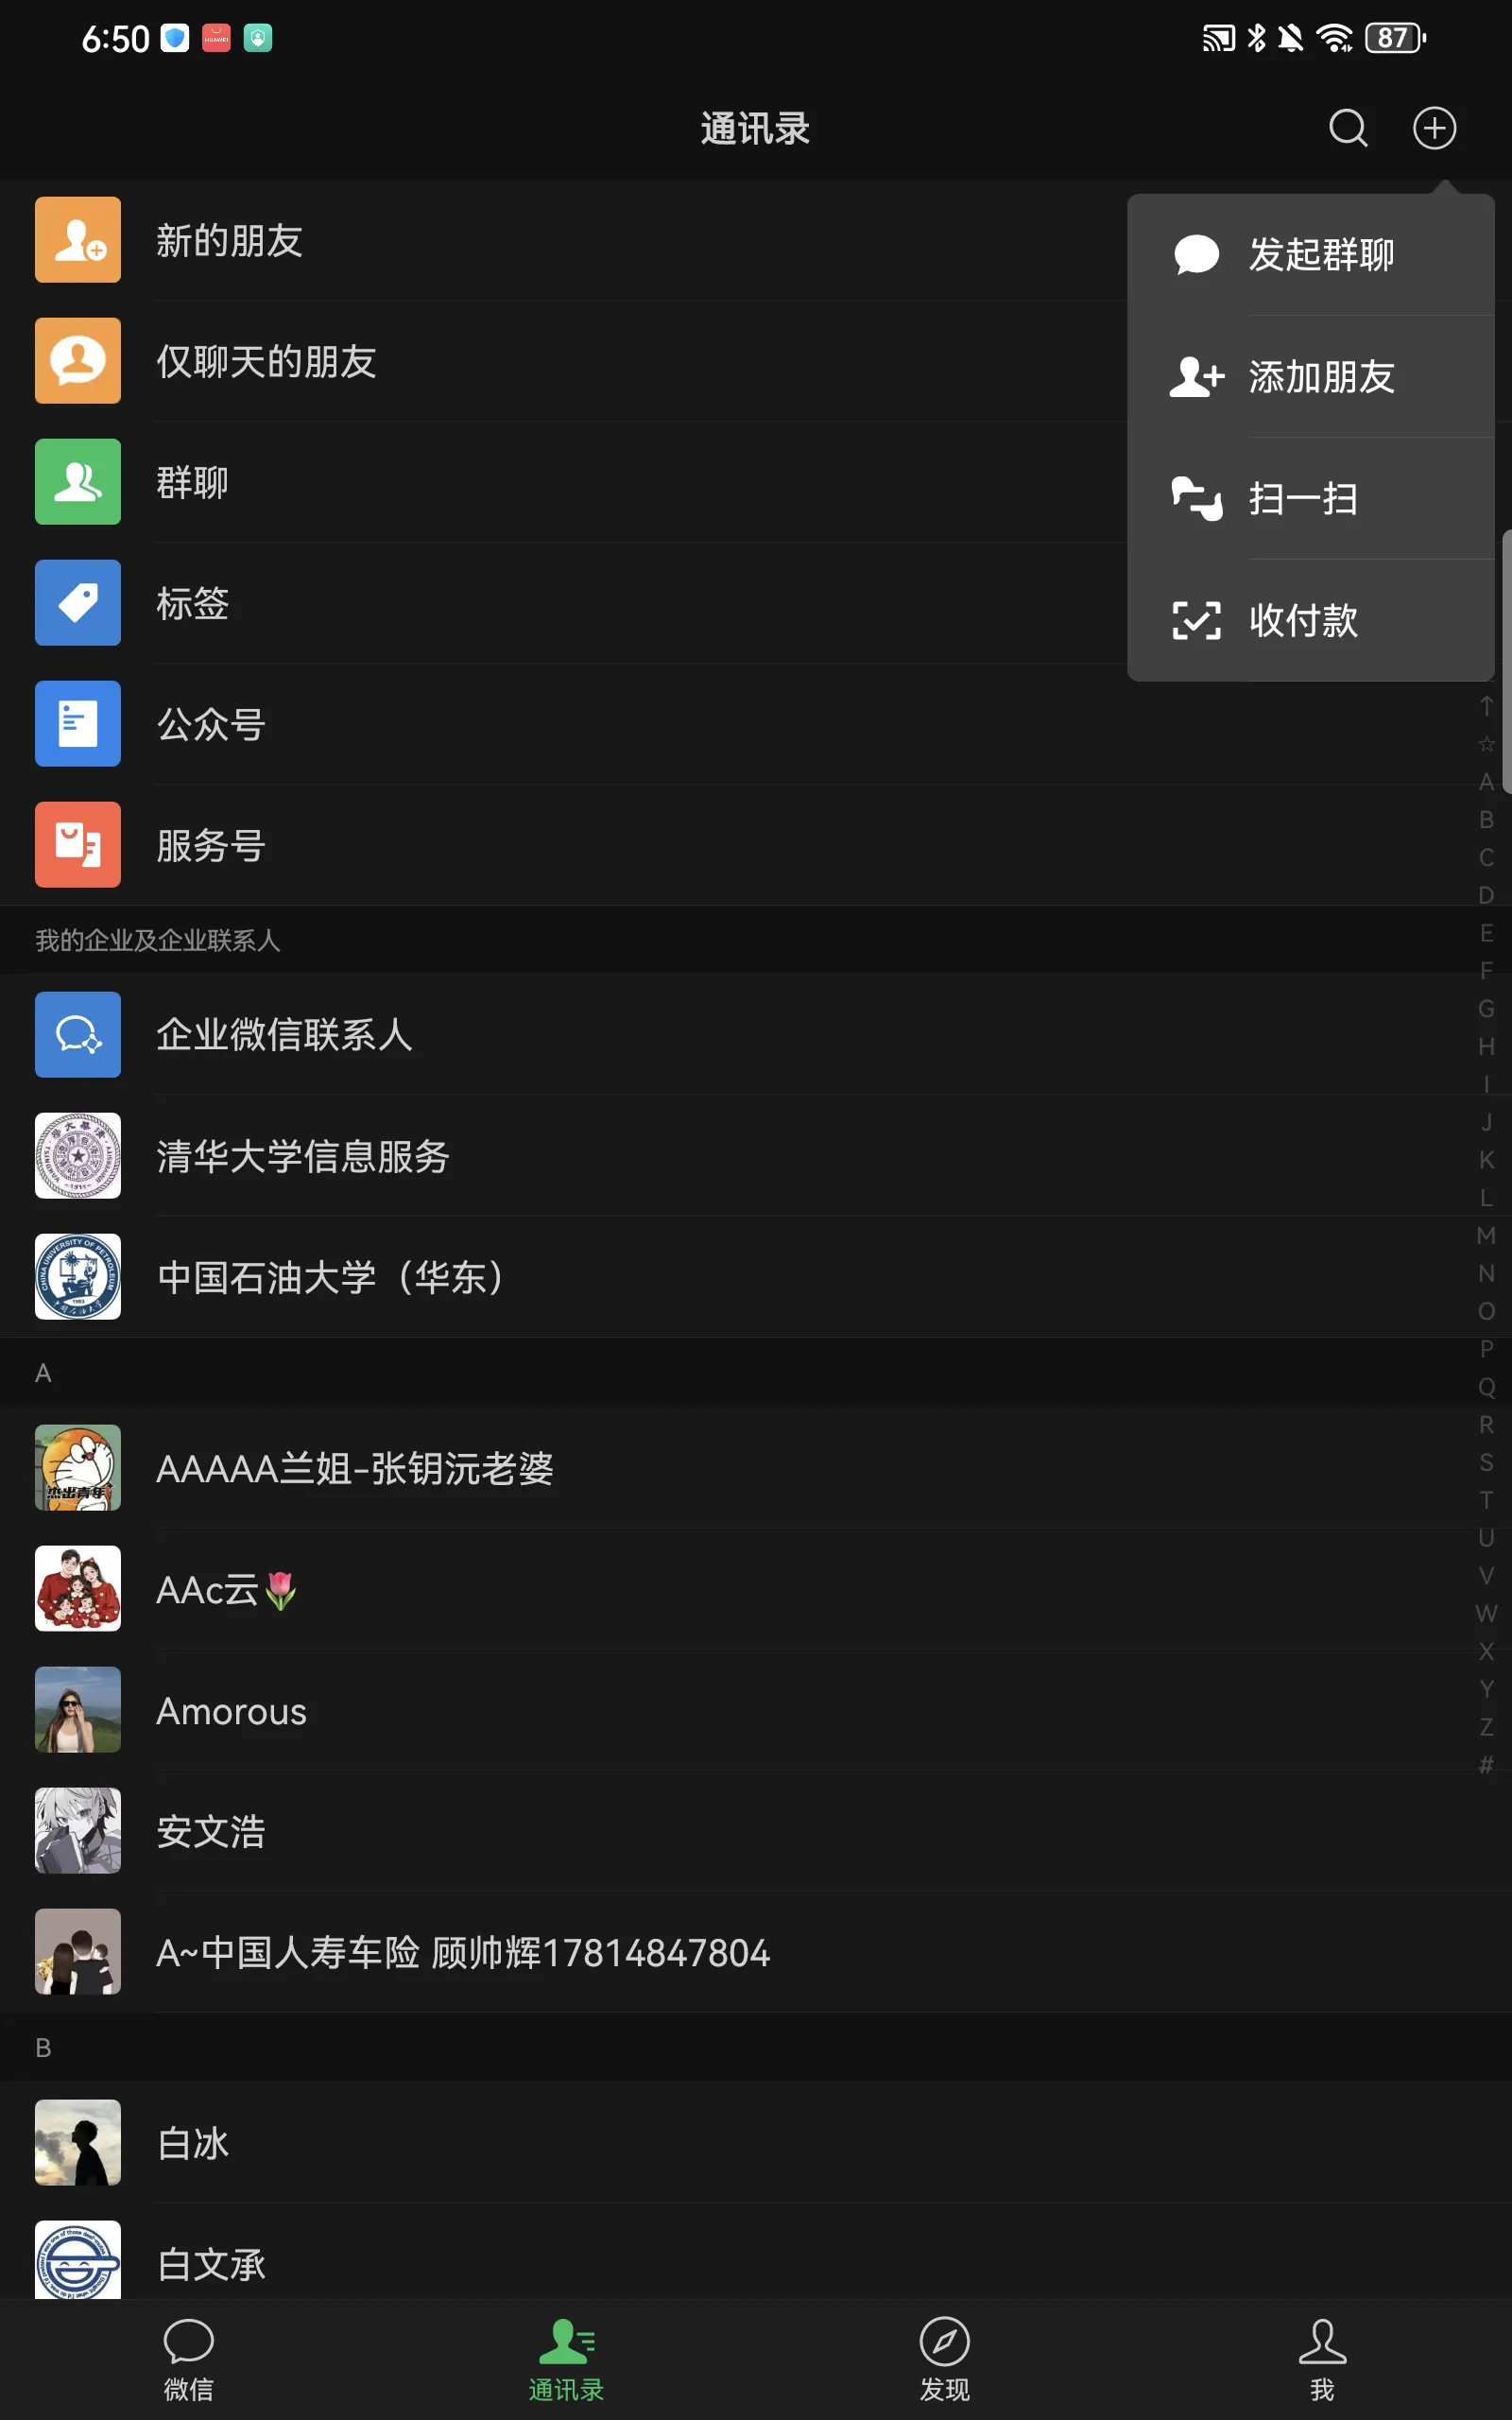 6:50
87
通讯录
新的朋友
仅聊天的朋友
群聊
标签
公众号
服务号
发起群聊
添加朋友
扫一扫
收付款
我的企业及企业联系人
企业微信联系人
清华大学信息服务
中国石油大学（华东）
A
AAAAA兰姐-张钥沅老婆
杰出青年
AAc云🌷
Amorous
安文浩
A~中国人寿车险 顾帅辉17814847804
B
白冰
白文承
↑
☆
A
B
C
D
E
F
G
H
I
J
K
L
M
N
O
P
Q
R
S
T
U
V
W
X
Y
Z
#
微信
通讯录
发现
我